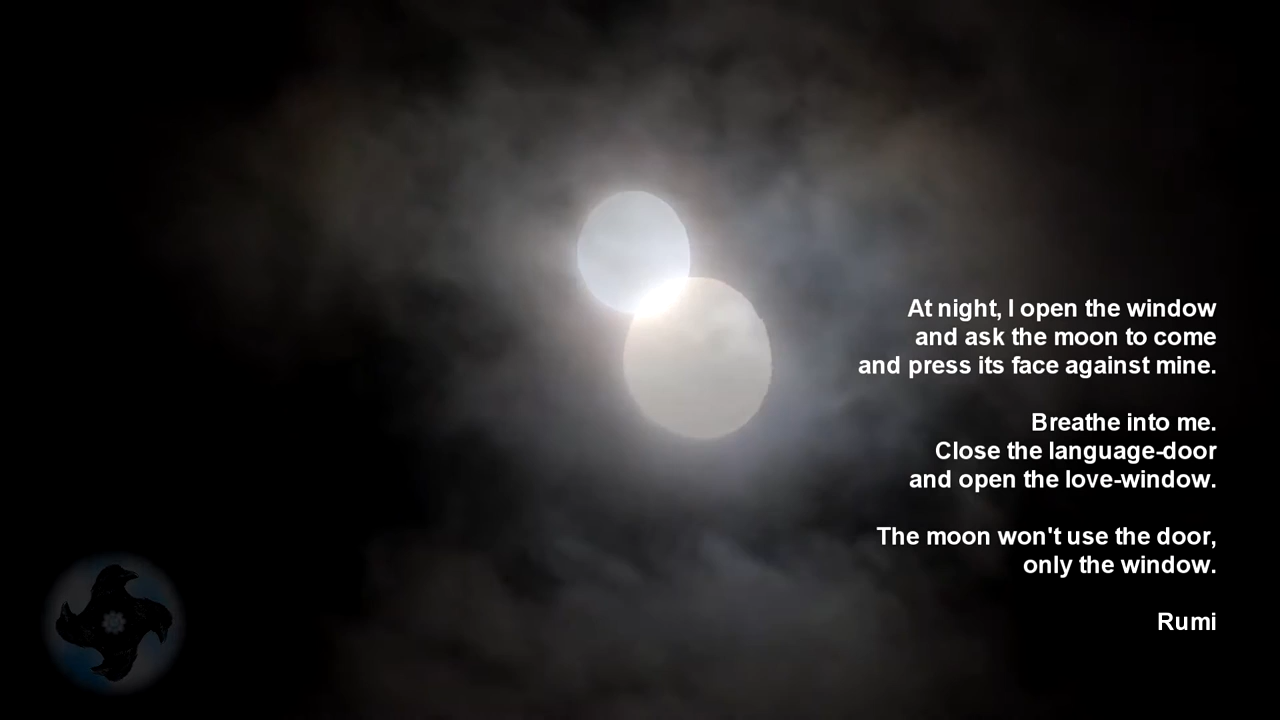 At night, I open the window
and ask the moon to come
and press its face against mine.
Breathe into me.
Close the language-door
and open the love-window.
The moon won't use the door,
only the window.
Rumi